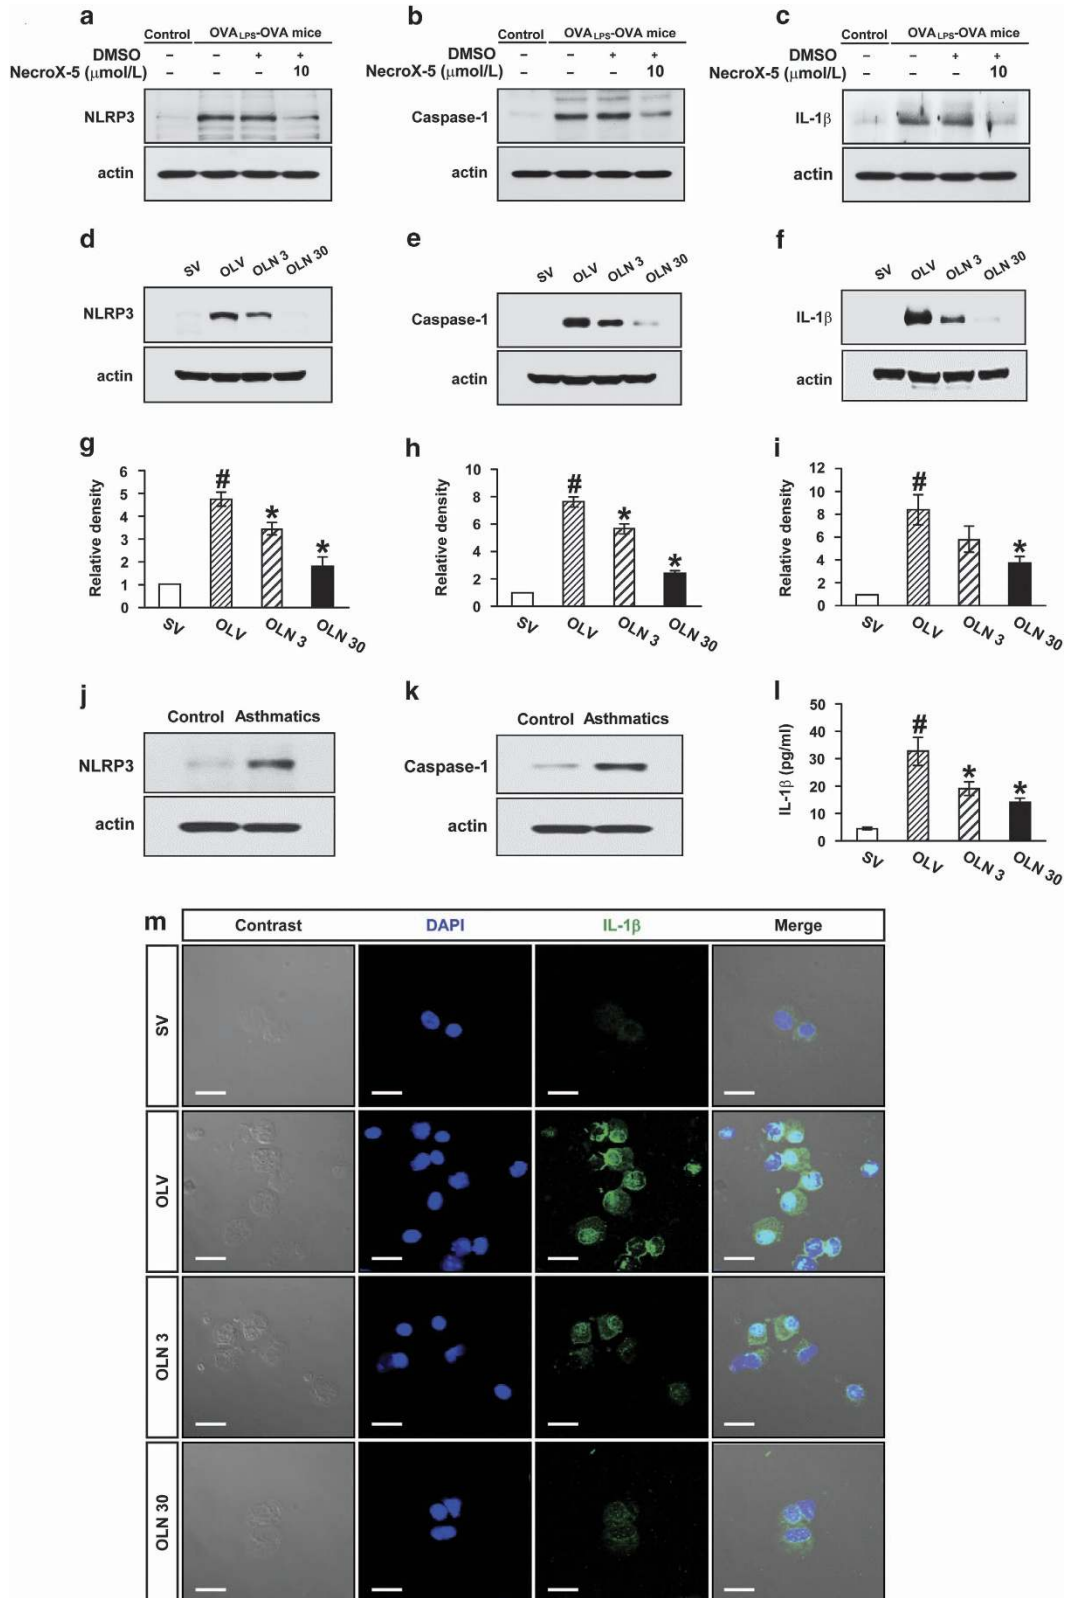 a
Control OVALPS-OVA mice
DMSO – – + +
NecroX-5 (μmol/L) – – – 10
NLRP3
actin
b
Control OVALPS-OVA mice
DMSO – – + +
NecroX-5 (μmol/L) – – – 10
Caspase-1
actin
c
Control OVALPS-OVA mice
DMSO – – + +
NecroX-5 (μmol/L) – – – 10
IL-1β
actin
d
SV OLV OLN 3 OLN 30
NLRP3
actin
e
SV OLV OLN 3 OLN 30
Caspase-1
actin
f
SV OLV OLN 3 OLN 30
IL-1β
actin
g
Relative density
6
5
4
3
2
1
0
# * *
SV OLV OLN 3 OLN 30
h
Relative density
10
8
6
4
2
0
# * *
SV OLV OLN 3 OLN 30
i
Relative density
12
10
8
6
4
2
0
# *
SV OLV OLN 3 OLN 30
j
Control Asthmatics
NLRP3
actin
k
Control Asthmatics
Caspase-1
actin
l
IL-1β (pg/ml)
50
40
30
20
10
0
# * *
SV OLV OLN 3 OLN 30
m
Contrast DAPI IL-1β Merge
SV
OLV
OLN 3
OLN 30